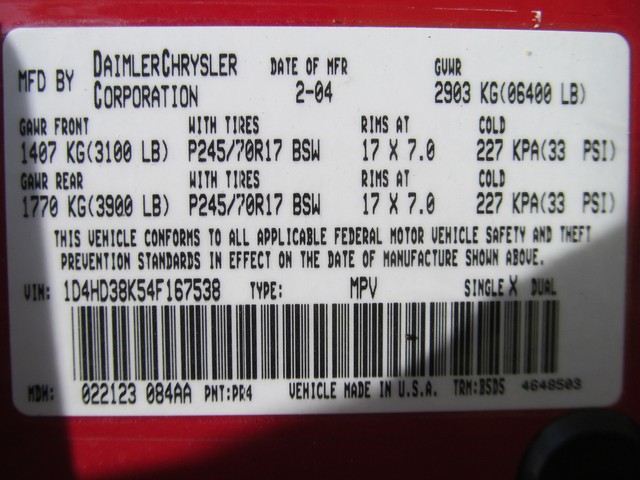 MFD BY DAIMLERCHRYSLER CORPORATION DATE OF MFR 2-04 GVWR 2903 KG(06400 LB)
GAWR FRONT WITH TIRES RIMS AT COLD
1407 KG(3100 LB) P245/70R17 BSW 17 X 7.0 227 KPA(33 PSI)
GAWR REAR WITH TIRES RIMS AT COLD
1770 KG(3900 LB) P245/70R17 BSW 17 X 7.0 227 KPA(33 PSI)
THIS VEHICLE CONFORMS TO ALL APPLICABLE FEDERAL MOTOR VEHICLE SAFETY AND THEFT
PREVENTION STANDARDS IN EFFECT ON THE DATE OF MANUFACTURE SHOWN ABOVE.
VIN: 1D4HD38K54F167538 TYPE: MPV SINGLE X DUAL
MDH: 022123 084AA PNT:PR4 VEHICLE MADE IN U.S.A. TRM:B5D5 4648503